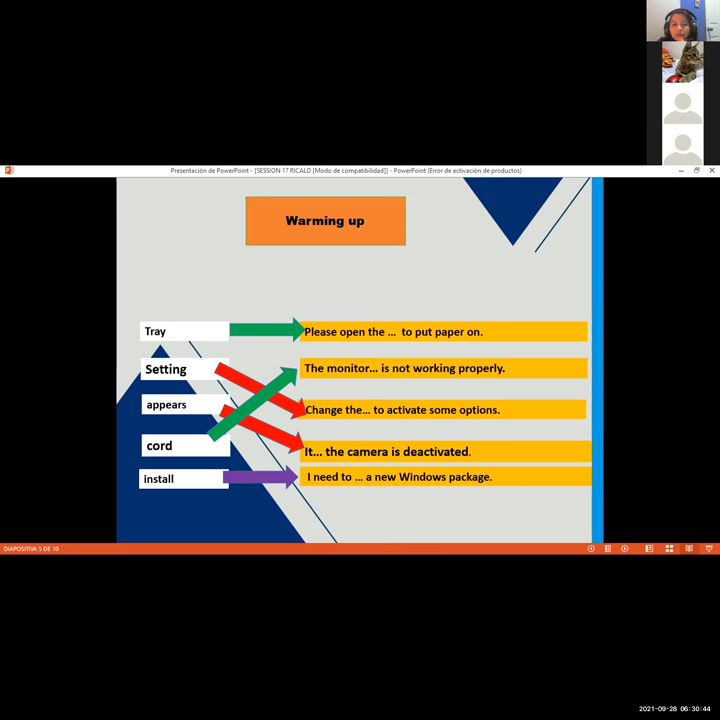 Presentación de PowerPoint - [SESSION 17 RICALD [Modo de compatibilidad]] - PowerPoint (Error de activación de productos)
Warming up
Tray
Please open the ... to put paper on.
Setting
The monitor... is not working properly.
appears
Change the... to activate some options.
cord
It... the camera is deactivated.
install
I need to ... a new Windows package.
DIAPOSITIVA 5 DE 10
2021-09-28 06:30:44